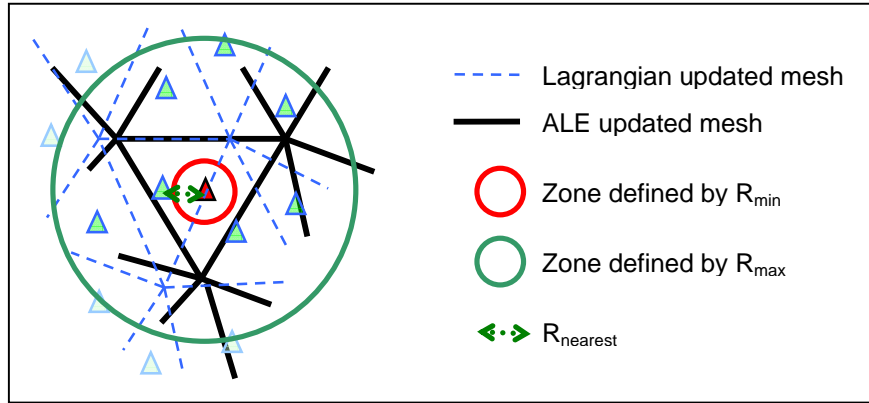 Lagrangian updated mesh
ALE updated mesh
Zone defined by Rmin
Zone defined by Rmax
Rnearest